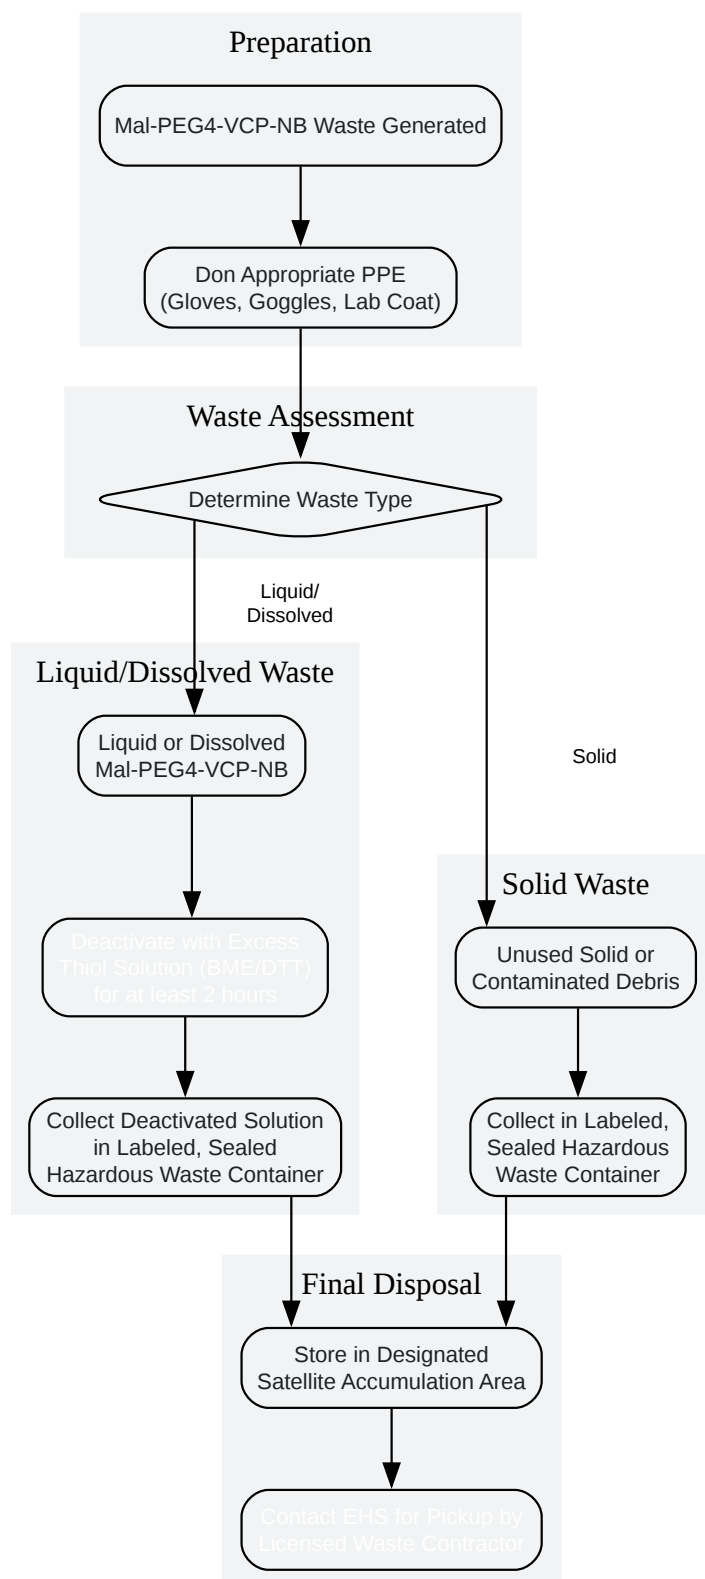 Preparation
Mal-PEG4-VCP-NB Waste Generated
Don Appropriate PPE
(Gloves, Goggles, Lab Coat)
Waste Assessment
Determine Waste Type
Liquid/
Dissolved
Liquid/Dissolved Waste
Liquid or Dissolved
Mal-PEG4-VCP-NB
Deactivate with Excess
Thiol Solution (BME/DTT)
for at least 2 hours
Collect Deactivated Solution
in Labeled, Sealed
Hazardous Waste Container
Solid
Solid Waste
Unused Solid or
Contaminated Debris
Collect in Labeled,
Sealed Hazardous
Waste Container
Final Disposal
Store in Designated
Satellite Accumulation Area
Contact EHS for Pickup by
Licensed Waste Contractor